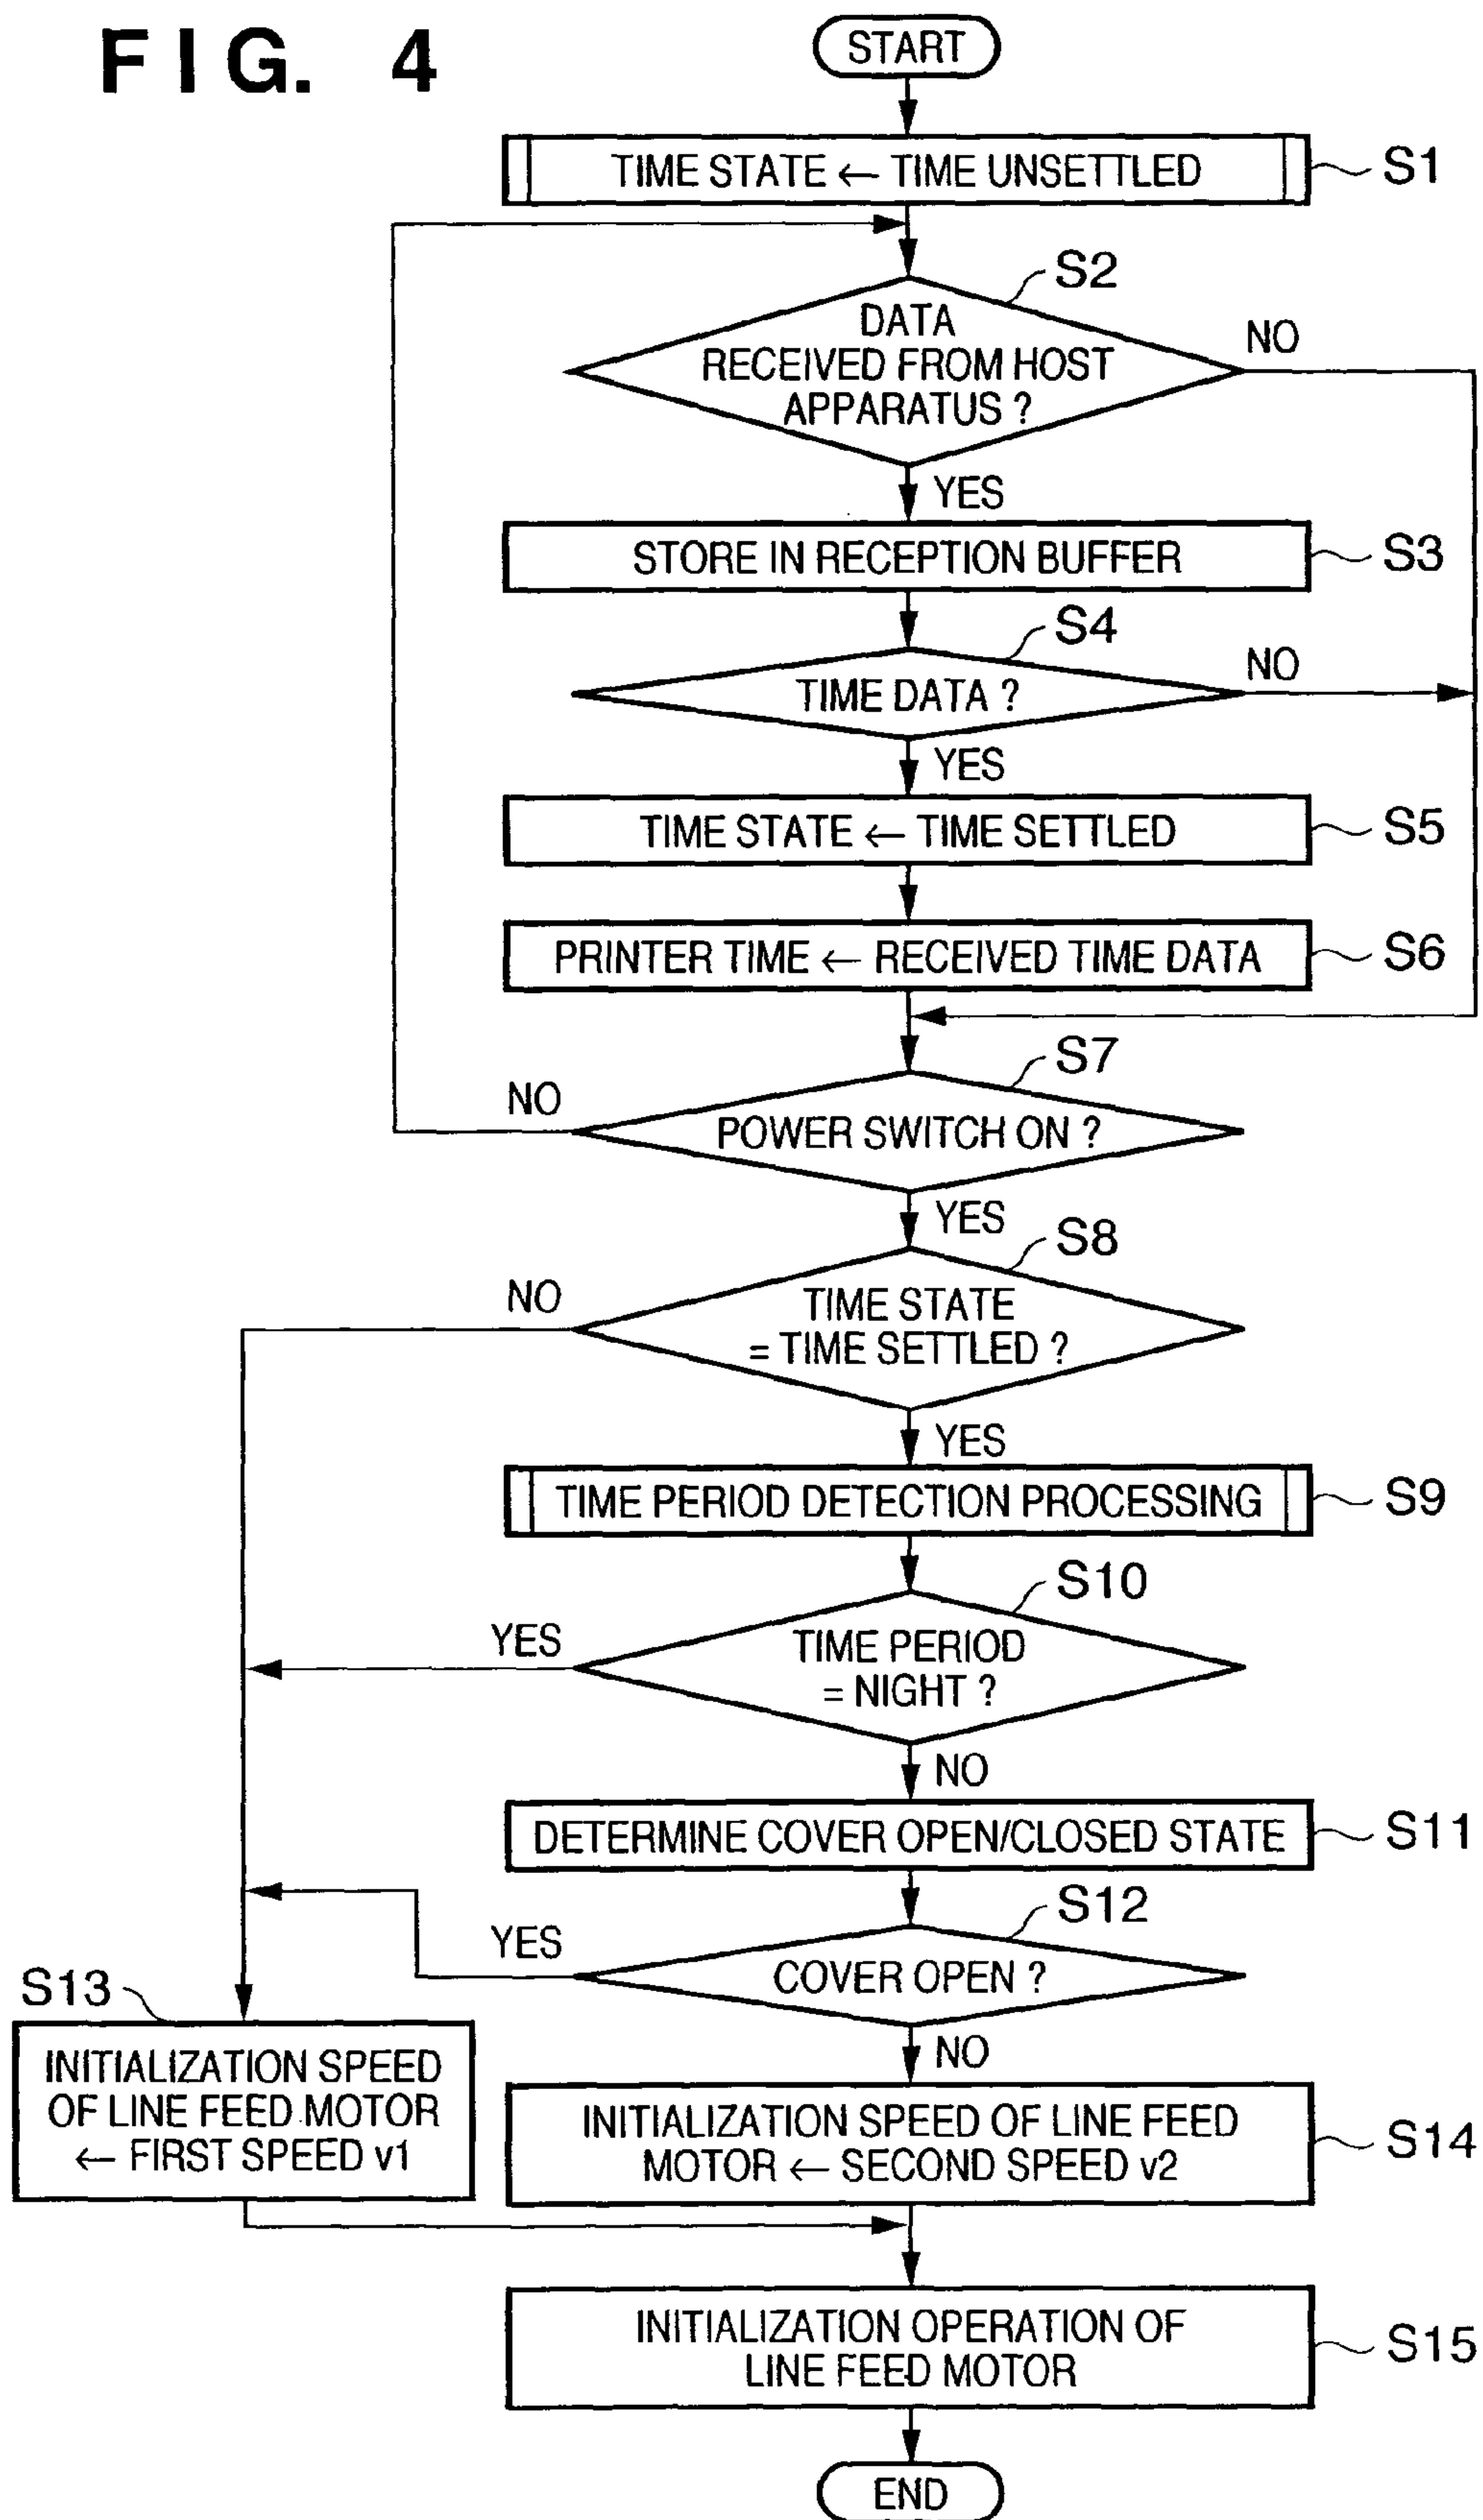 FIG. 4
START
TIME STATE ← TIME UNSETTLED
S1
S2
DATA
RECEIVED FROM HOST
APPARATUS ?
NO
YES
STORE IN RECEPTION BUFFER
S3
S4
TIME DATA ?
NO
YES
TIME STATE ← TIME SETTLED
S5
PRINTER TIME ← RECEIVED TIME DATA
S6
S7
NO
POWER SWITCH ON ?
YES
S8
NO
TIME STATE
= TIME SETTLED ?
YES
TIME PERIOD DETECTION PROCESSING
S9
S10
YES
TIME PERIOD
= NIGHT ?
NO
DETERMINE COVER OPEN/CLOSED STATE
S11
S12
YES
COVER OPEN ?
NO
S13
INITIALIZATION SPEED
OF LINE FEED MOTOR
← FIRST SPEED v1
INITIALIZATION SPEED OF LINE FEED
MOTOR ← SECOND SPEED v2
S14
INITIALIZATION OPERATION OF
LINE FEED MOTOR
S15
END